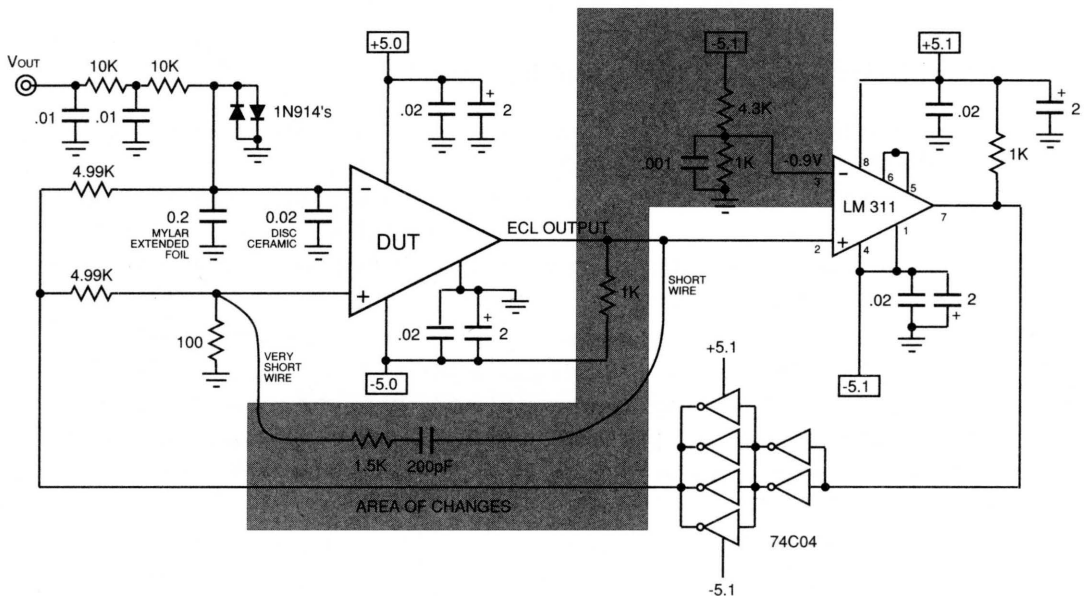 VOUT
10K
10K
.01
.01
1N914's
4.99K
0.2
MYLAR
EXTENDED
FOIL
0.02
DISC
CERAMIC
4.99K
100
VERY
SHORT
WIRE
+5.0
.02
+
2
−
DUT
+
ECL OUTPUT
.02
+
2
-5.0
1K
SHORT
WIRE
1.5K
200pF
AREA OF CHANGES
-5.1
4.3K
.001
1K
-0.9V
3
2
−
+
LM 311
8
6
5
7
1
4
+5.1
.02
+
2
1K
.02
2
+
-5.1
+5.1
74C04
-5.1